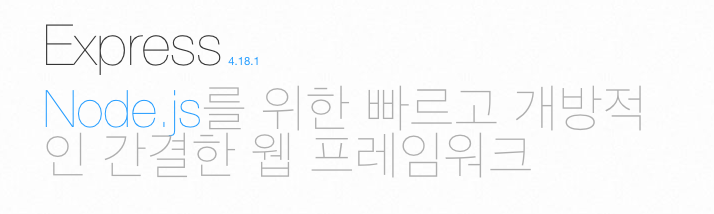 Express 4.18.1
Node.js를 위한 빠르고 개방적
인 간결한 웹 프레임워크